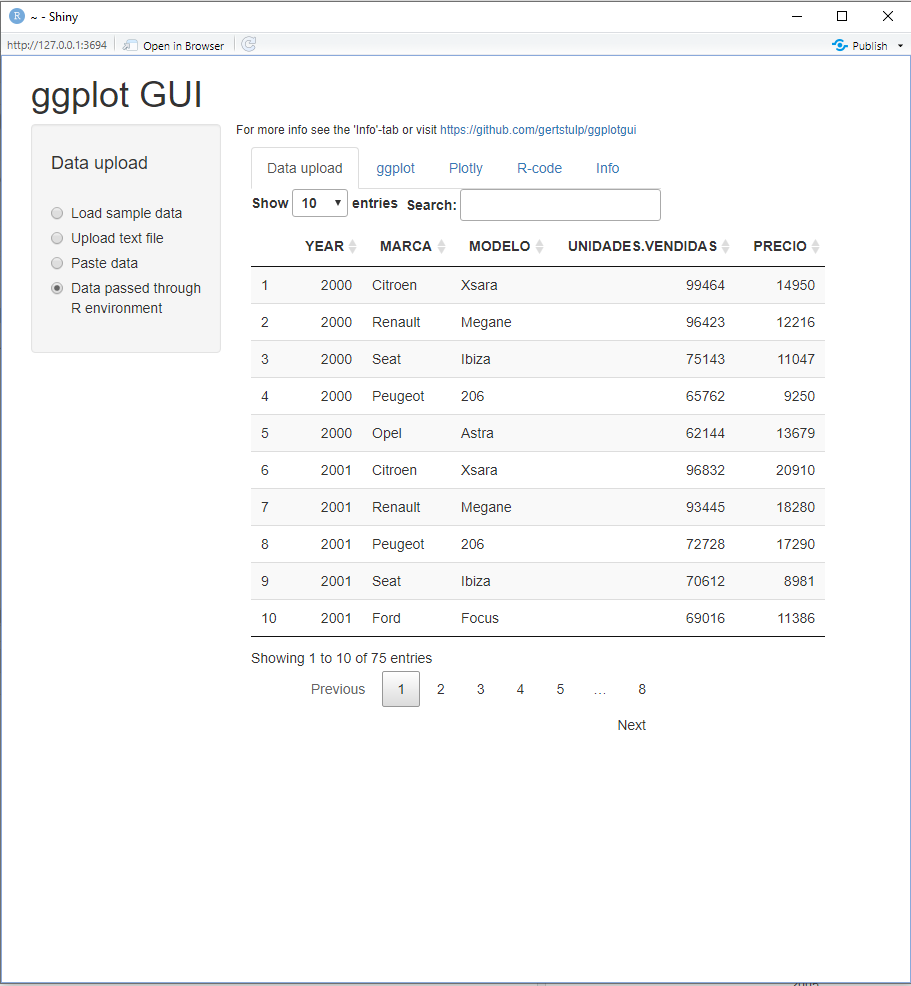 R ~ - Shiny
http://127.0.0.1:3694 Open in Browser Publish
ggplot GUI
For more info see the 'Info'-tab or visit https://github.com/gertstulp/ggplotgui
Data upload
Load sample data
Upload text file
Paste data
Data passed through
R environment
Data upload ggplot Plotly R-code Info
Show 10 entries Search:
YEAR MARCA MODELO UNIDADES.VENDIDAS PRECIO
1 2000 Citroen Xsara 99464 14950
2 2000 Renault Megane 96423 12216
3 2000 Seat Ibiza 75143 11047
4 2000 Peugeot 206 65762 9250
5 2000 Opel Astra 62144 13679
6 2001 Citroen Xsara 96832 20910
7 2001 Renault Megane 93445 18280
8 2001 Peugeot 206 72728 17290
9 2001 Seat Ibiza 70612 8981
10 2001 Ford Focus 69016 11386
Showing 1 to 10 of 75 entries
Previous 1 2 3 4 5 … 8
Next